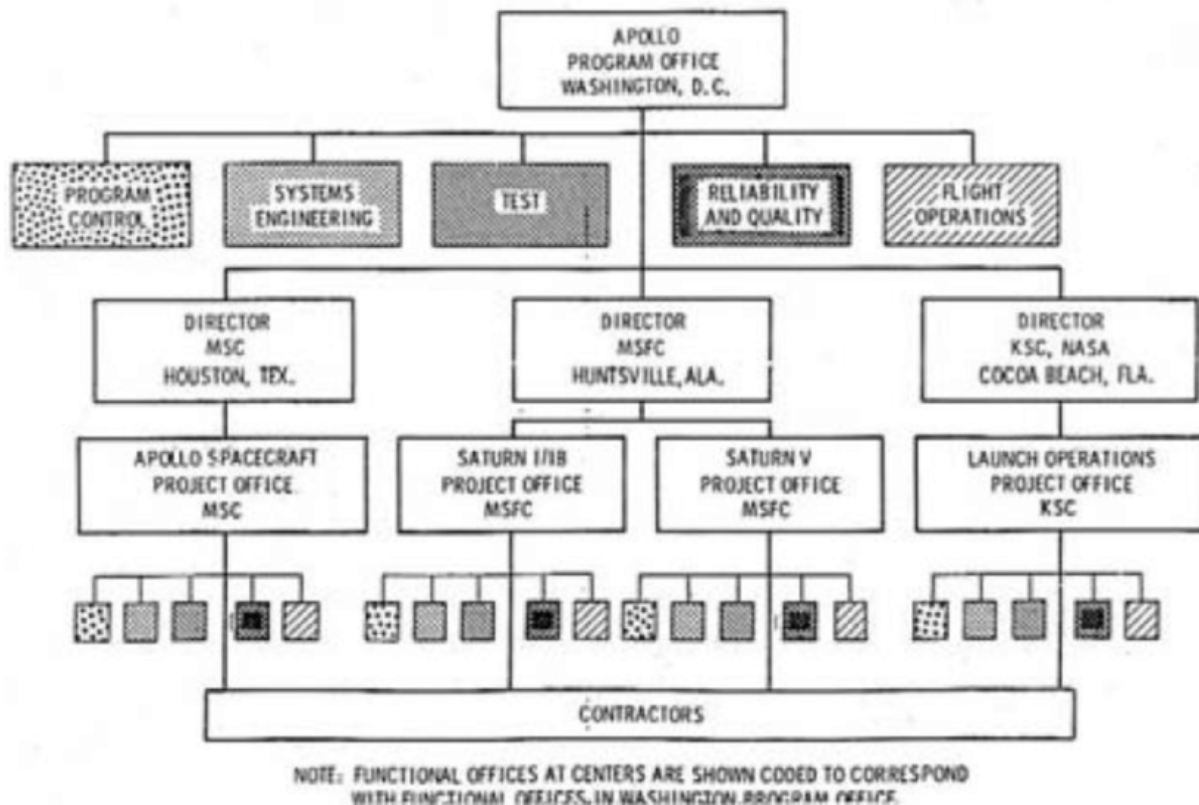 APOLLO
PROGRAM OFFICE
WASHINGTON, D.C.
PROGRAM
CONTROL
SYSTEMS
ENGINEERING
TEST
RELIABILITY
AND QUALITY
FLIGHT
OPERATIONS
DIRECTOR
MSC
HOUSTON, TEX.
DIRECTOR
MSFC
HUNTSVILLE, ALA.
DIRECTOR
KSC, NASA
COCOA BEACH, FLA.
APOLLO SPACECRAFT
PROJECT OFFICE
MSC
SATURN I/IB
PROJECT OFFICE
MSFC
SATURN V
PROJECT OFFICE
MSFC
LAUNCH OPERATIONS
PROJECT OFFICE
KSC
CONTRACTORS
NOTE: FUNCTIONAL OFFICES AT CENTERS ARE SHOWN CODED TO CORRESPOND
WITH FUNCTIONAL OFFICES IN WASHINGTON PROGRAM OFFICE.